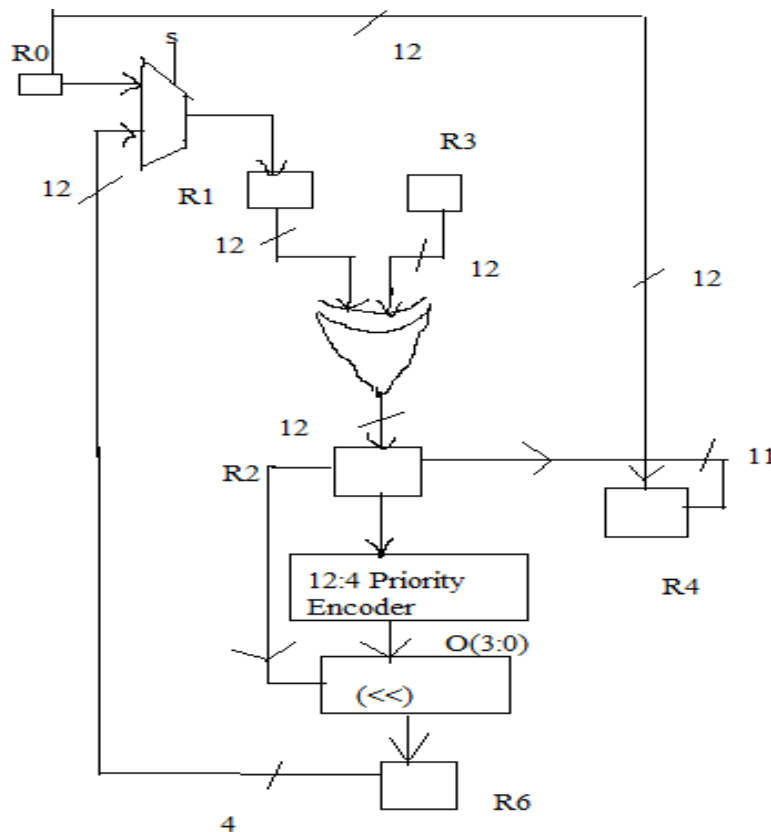 s
12
R0
R3
12
R1
12
12
12
12
R2
11
12:4 Priority
Encoder
R4
O(3:0)
(<<)
R6
4